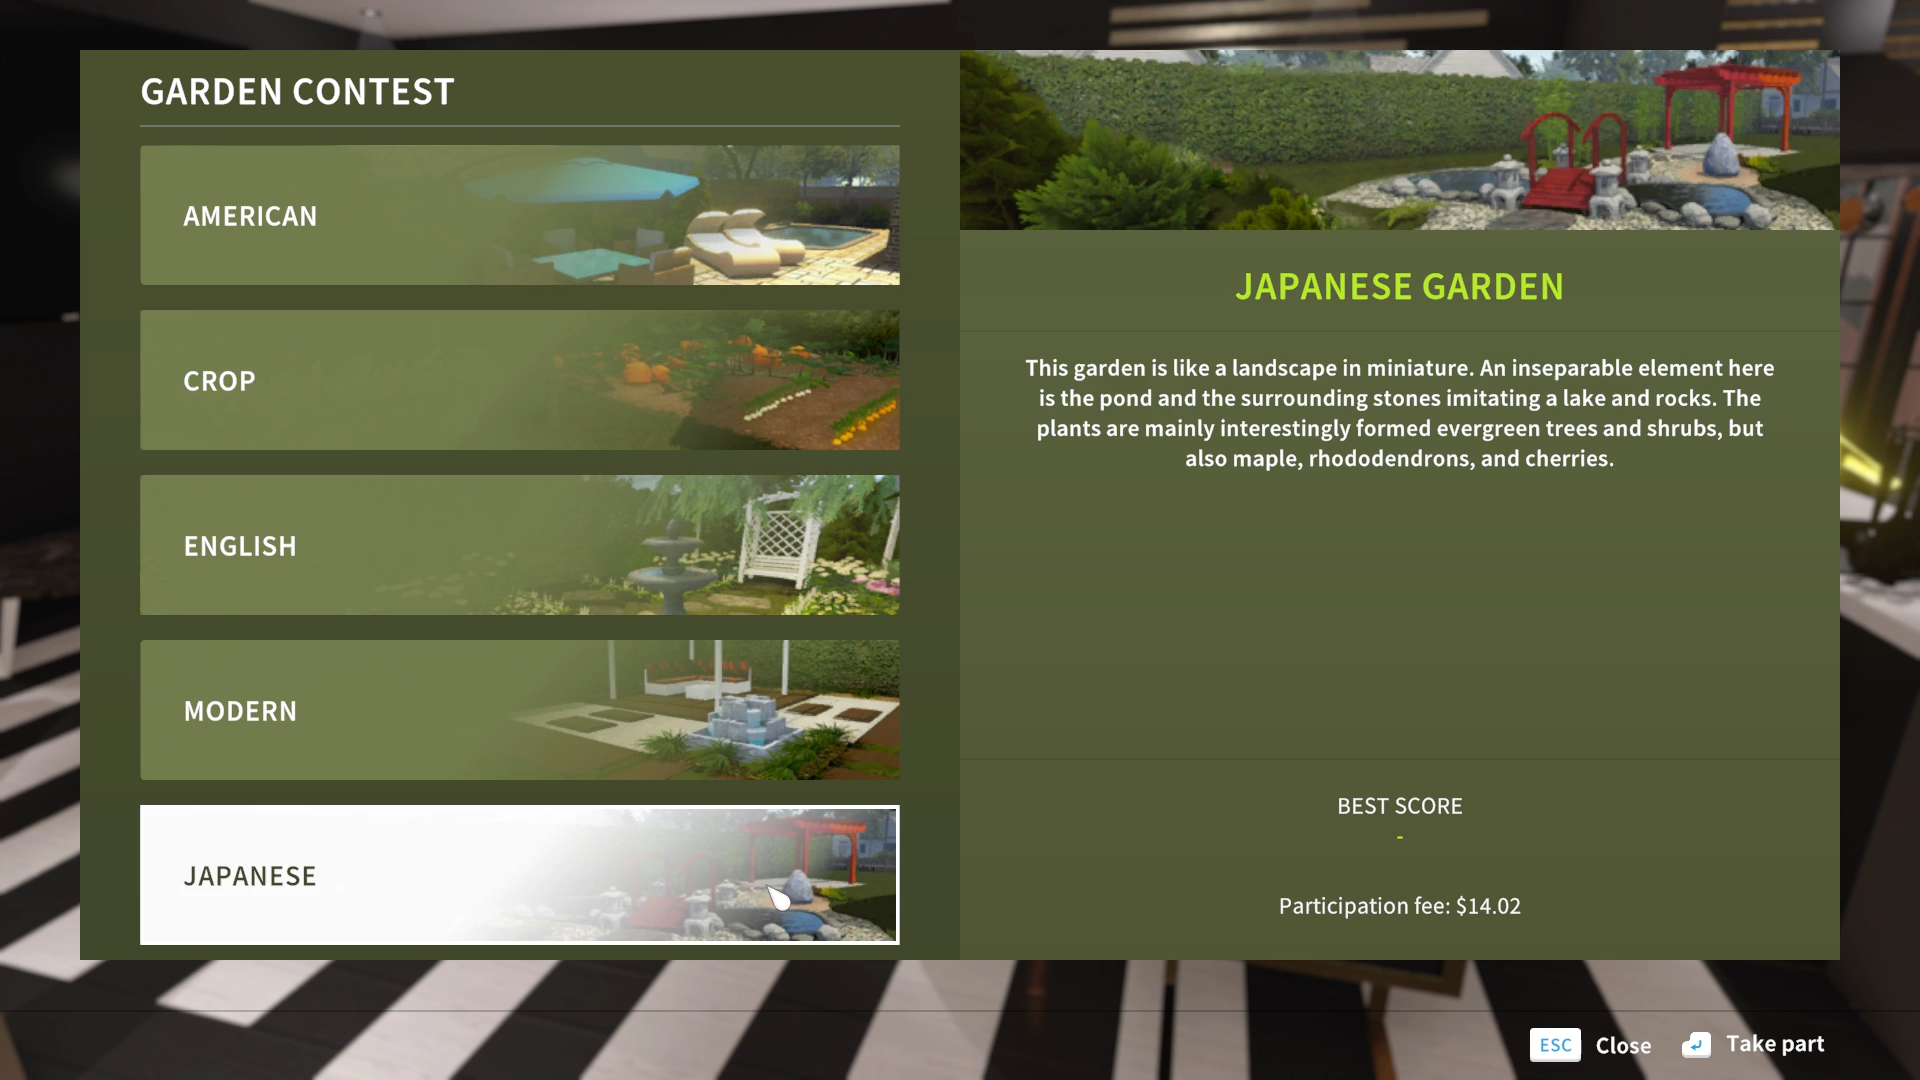 GARDEN CONTEST
AMERICAN
CROP
ENGLISH
MODERN
JAPANESE
JAPANESE GARDEN
This garden is like a landscape in miniature. An inseparable element here
is the pond and the surrounding stones imitating a lake and rocks. The
plants are mainly interestingly formed evergreen trees and shrubs, but
also maple, rhododendrons, and cherries.
BEST SCORE
-
Participation fee: $14.02
ESC Close
Take part